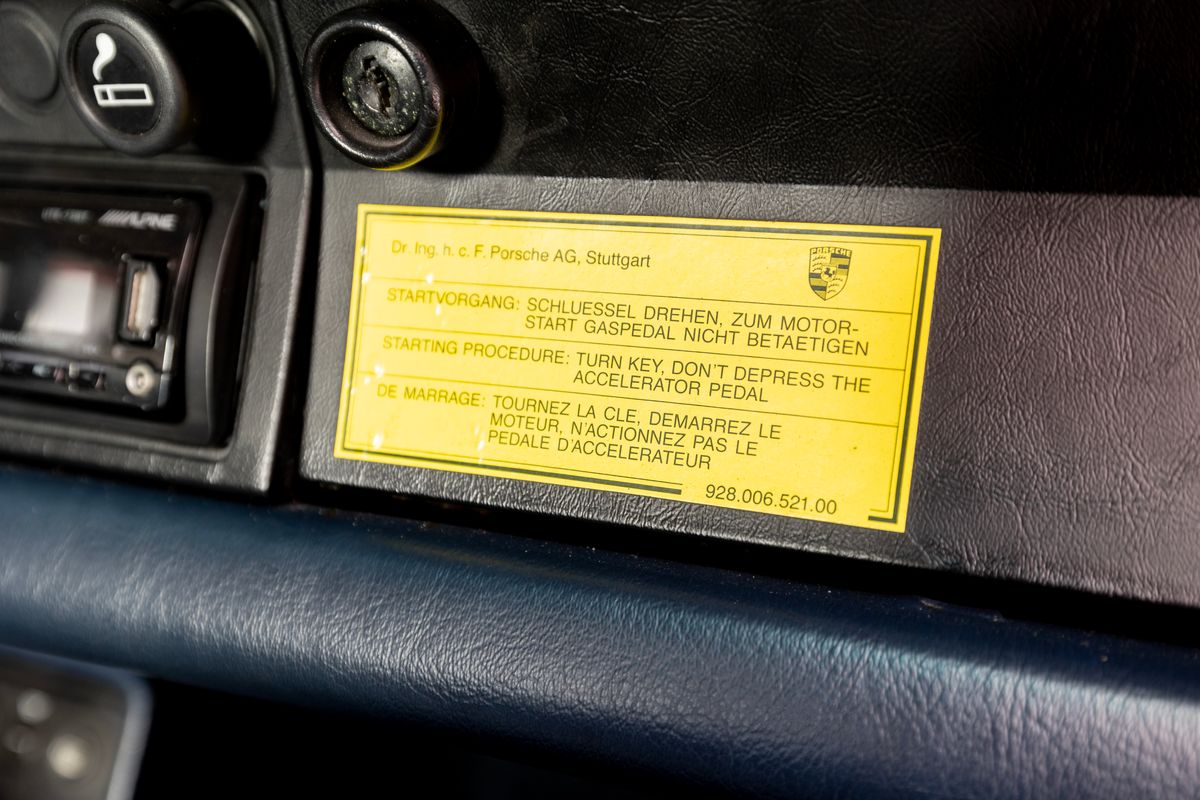 ALPINE
Dr. Ing. h. c. F. Porsche AG, Stuttgart
PORSCHE
STARTVORGANG: SCHLUESSEL DREHEN, ZUM MOTOR-
START GASPEDAL NICHT BETAETIGEN
STARTING PROCEDURE: TURN KEY, DON'T DEPRESS THE
ACCELERATOR PEDAL
DE MARRAGE: TOURNEZ LA CLE, DEMARREZ LE
MOTEUR, N'ACTIONNEZ PAS LE
PEDALE D'ACCELERATEUR
928.006.521.00